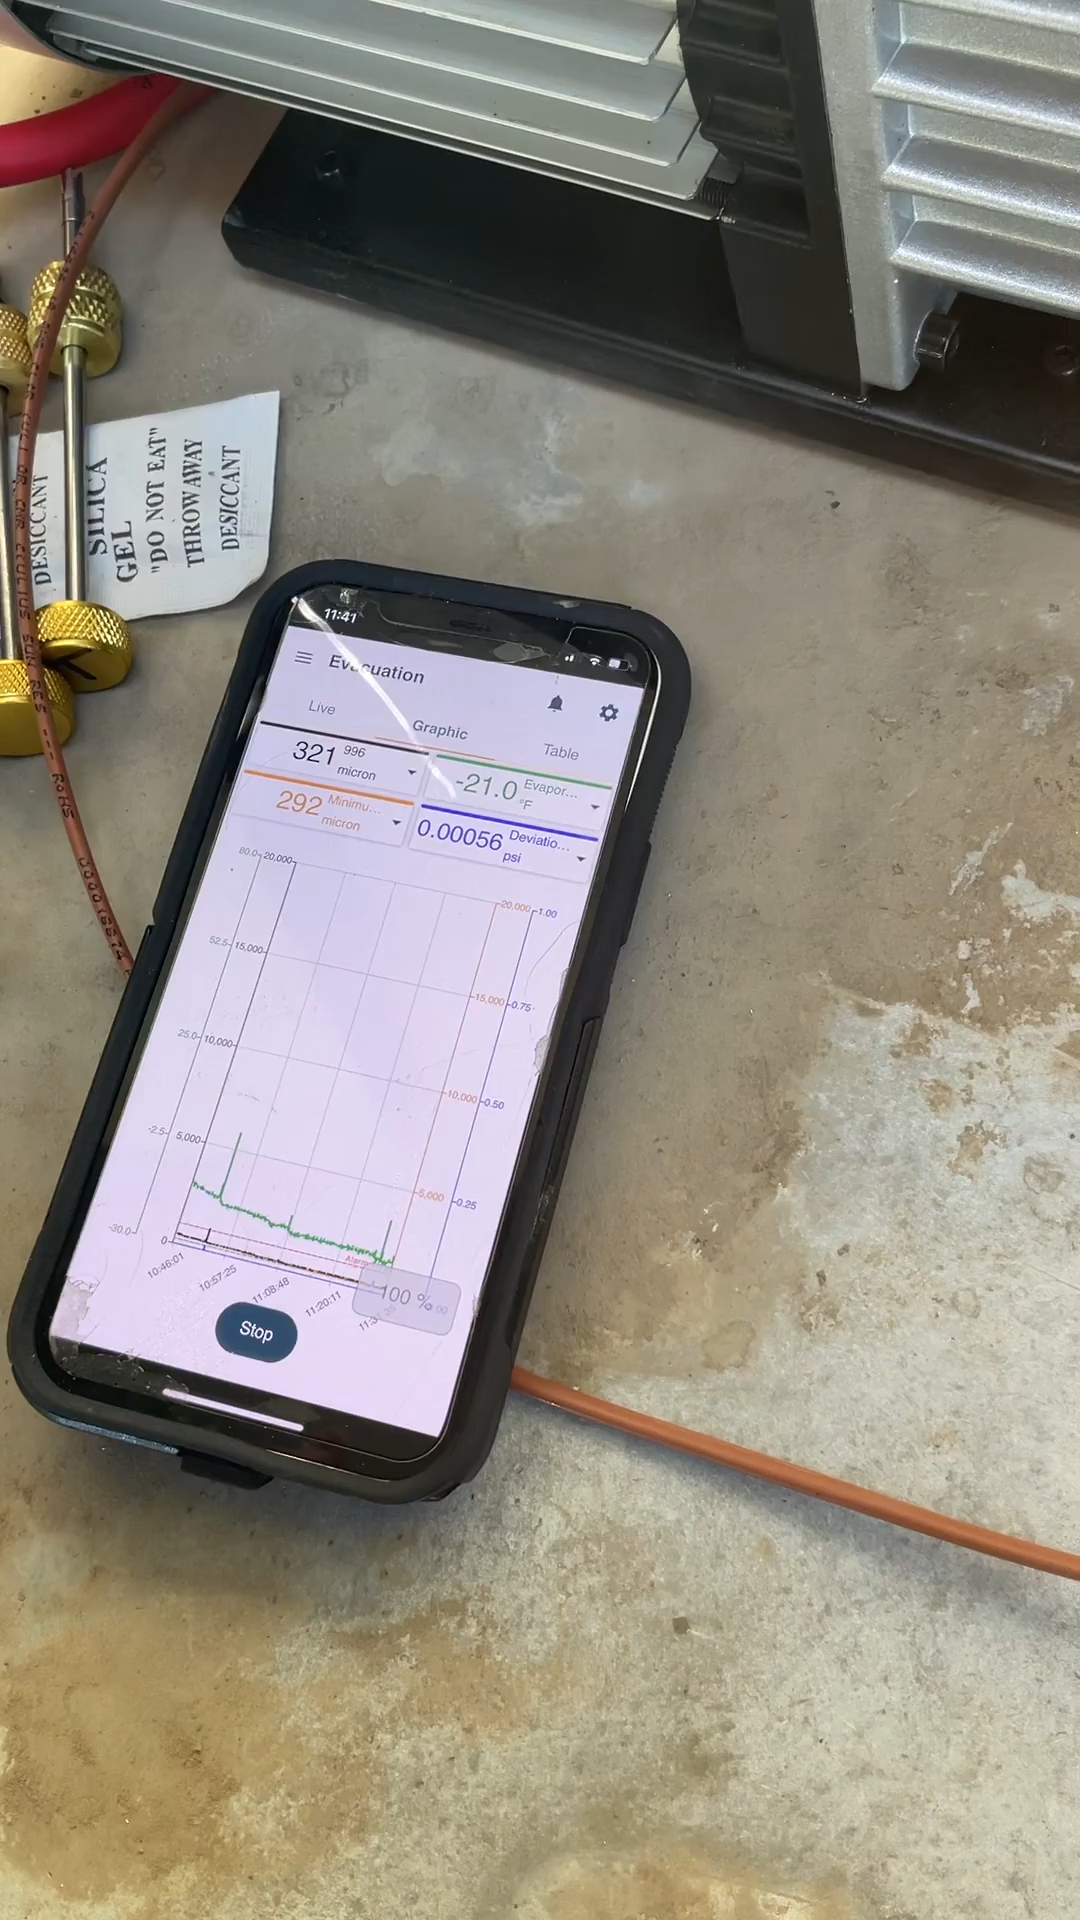 DESICCANT
SILICA
GEL
"DO NOT EAT"
THROW AWAY
DESICCANT
RoHS
11:41
Evacuation
Live
Graphic
Table
321 996
micron
-21.0 Evapor...
°F
292 Minimu...
micron
0.00056 Deviatio...
psi
80.0 20,000
20,000 1.00
52.5 15,000
15,000 0.75
25.0 10,000
10,000 0.50
-2.5 5,000
5,000 0.25
-30.0 0
Alarm
10:46:01
10:57:25
11:08:48
11:20:11
100 %
Stop